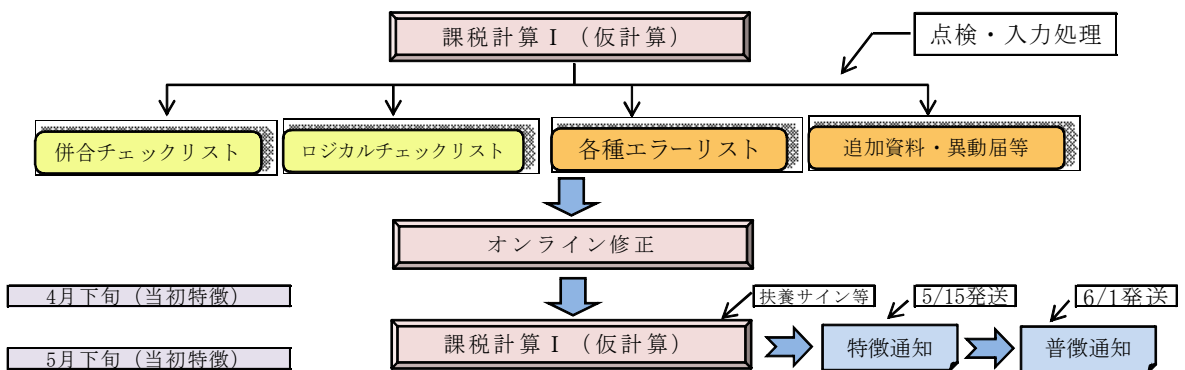 課税計算Ⅰ（仮計算）
点検・入力処理
併合チェックリスト
ロジカルチェックリスト
各種エラーリスト
追加資料・異動届等
オンライン修正
4月下旬（当初特徴）
扶養サイン等
5/15発送
6/1発送
課税計算Ⅰ（仮計算）
特徴通知
普徴通知
5月下旬（当初特徴）